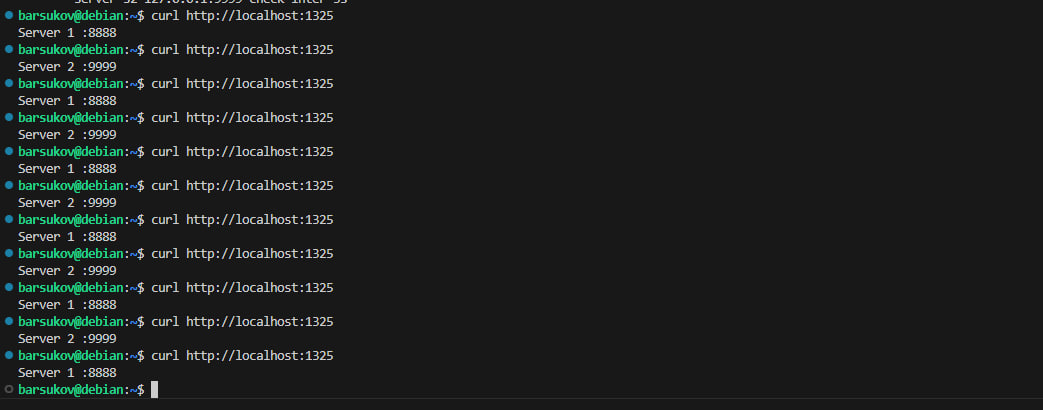 server s2 127.0.0.1:9999 check inter 3s
barsukov@debian:~$ curl http://localhost:1325
Server 1 :8888
barsukov@debian:~$ curl http://localhost:1325
Server 2 :9999
barsukov@debian:~$ curl http://localhost:1325
Server 1 :8888
barsukov@debian:~$ curl http://localhost:1325
Server 2 :9999
barsukov@debian:~$ curl http://localhost:1325
Server 1 :8888
barsukov@debian:~$ curl http://localhost:1325
Server 2 :9999
barsukov@debian:~$ curl http://localhost:1325
Server 1 :8888
barsukov@debian:~$ curl http://localhost:1325
Server 2 :9999
barsukov@debian:~$ curl http://localhost:1325
Server 1 :8888
barsukov@debian:~$ curl http://localhost:1325
Server 2 :9999
barsukov@debian:~$ curl http://localhost:1325
Server 1 :8888
barsukov@debian:~$